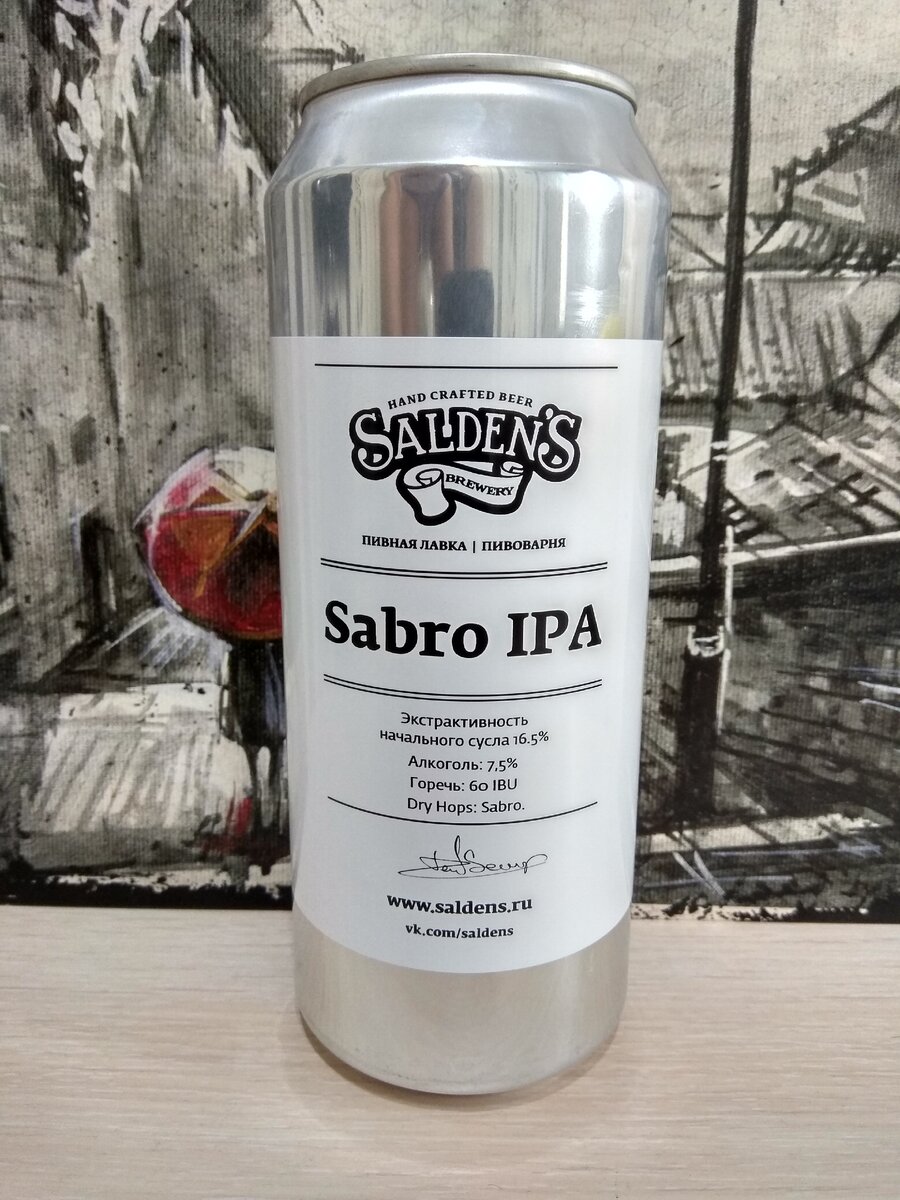 HAND CRAFTED BEER
SALDEN'S
BREWERY
ПИВНАЯ ЛАВКА | ПИВОВАРНЯ
Sabro IPA
Экстрактивность
начального сусла 16.5%
Алкоголь: 7,5%
Горечь: 60 IBU
Dry Hops: Sabro.
www.saldens.ru
vk.com/saldens